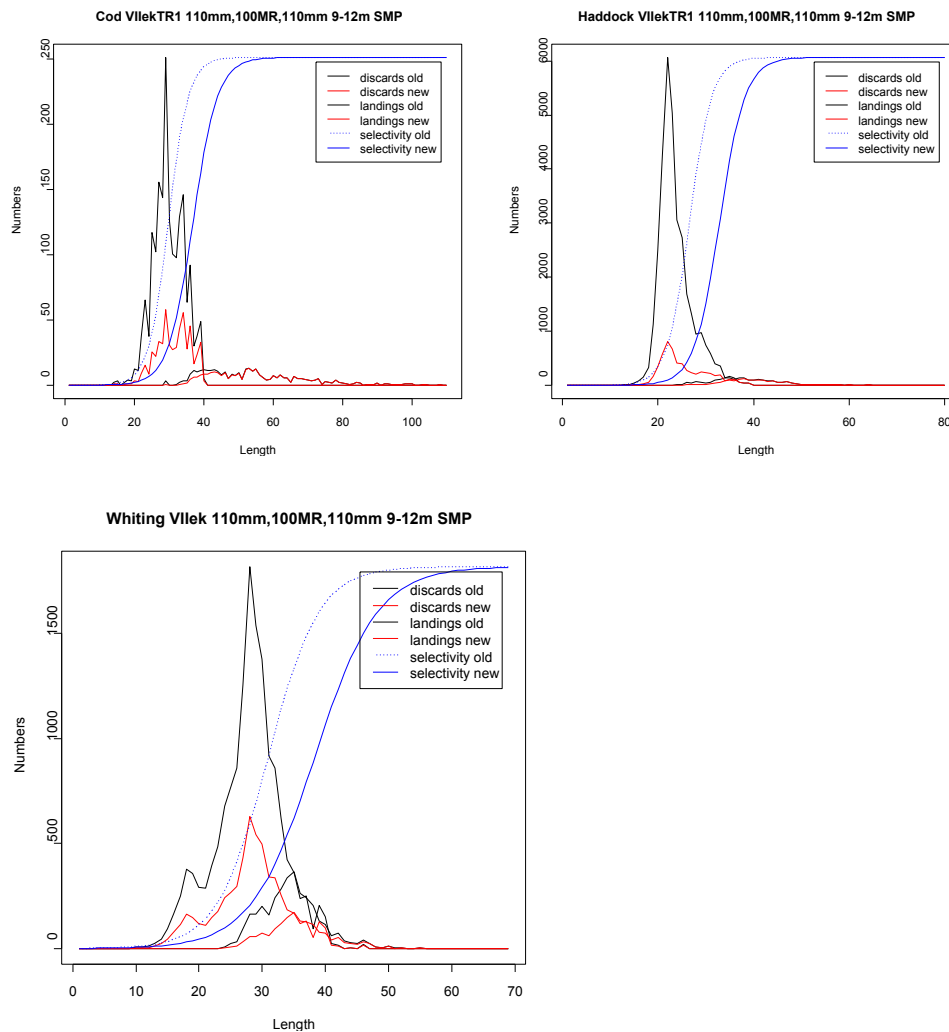 Cod VIIekTR1 110mm,100MR,110mm 9-12m SMP
Numbers
0
50
100
150
200
250
discards old
discards new
landings old
landings new
selectivity old
selectivity new
0
20
40
60
80
100
Length
Haddock VIIekTR1 110mm,100MR,110mm 9-12m SMP
Numbers
0
1000
2000
3000
4000
5000
6000
discards old
discards new
landings old
landings new
selectivity old
selectivity new
0
20
40
60
80
Length
Whiting VIIek 110mm,100MR,110mm 9-12m SMP
Numbers
0
500
1000
1500
discards old
discards new
landings old
landings new
selectivity old
selectivity new
0
10
20
30
40
50
60
70
Length